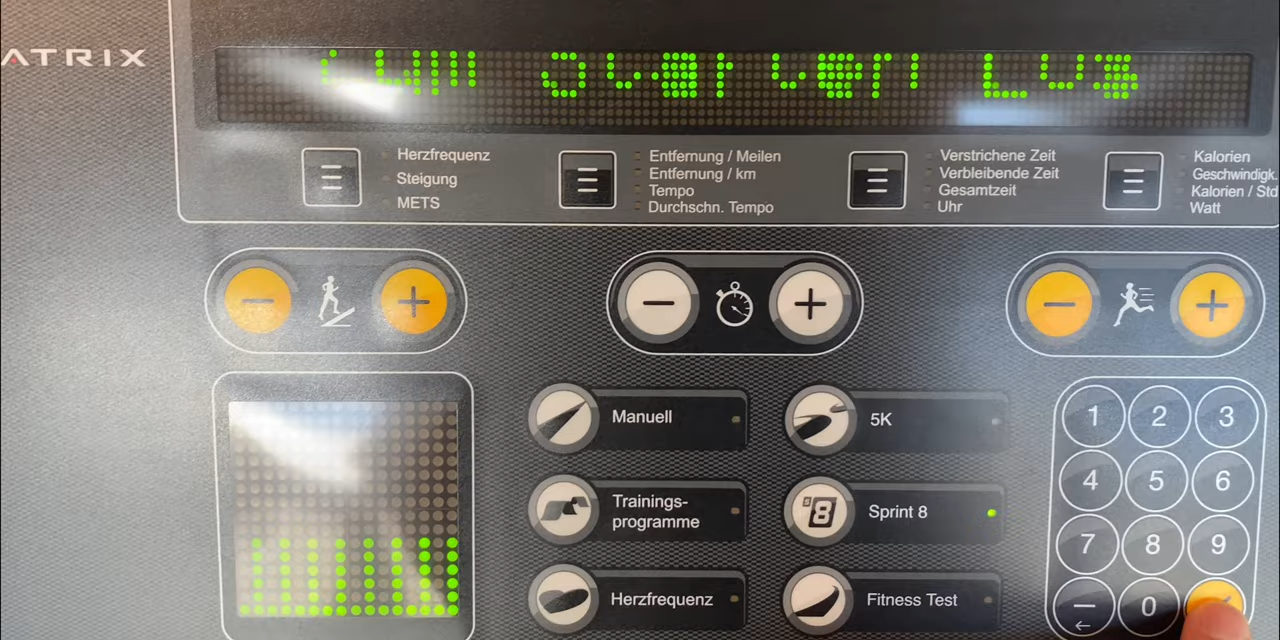 ATRIX
Herzfrequenz
Steigung
METS
Entfernung / Meilen
Entfernung / km
Tempo
Durchschn. Tempo
Verstrichene Zeit
Verbleibende Zeit
Gesamtzeit
Uhr
Kalorien
Geschwindigk.
Kalorien / Std
Watt
Manuell
5K
Trainings-
programme
8
Sprint 8
Herzfrequenz
Fitness Test
1 2 3
4 5 6
7 8 9
0